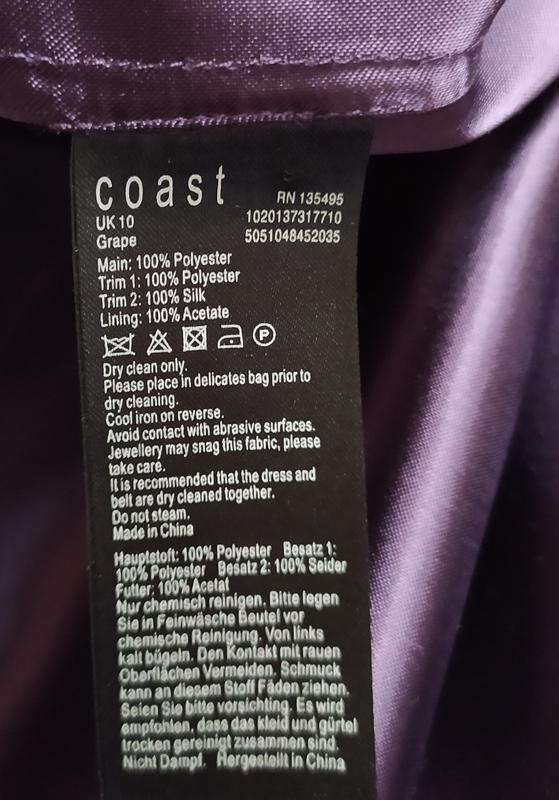 coast
RN 135495
UK 10 1020137317710
Grape 5051048452035
Main: 100% Polyester
Trim 1: 100% Polyester
Trim 2: 100% Silk
Lining: 100% Acetate
P
Dry clean only.
Please place in delicates bag prior to
dry cleaning.
Cool iron on reverse.
Avoid contact with abrasive surfaces.
Jewellery may snag this fabric, please
take care.
It is recommended that the dress and
belt are dry cleaned together.
Do not steam.
Made in China
Hauptstoft: 100% Polyester Besatz 1:
100% Polyester Besatz 2: 100% Seider
Futter: 100% Acetat
Nur chemisch reinigen. Bitte legen
Sie in Feinwäsche Beutel vor
chemische Reinigung. Von links
kalt bügeln. Den Kontakt mit rauen
Oberflächen Vermeiden. Schmuck
kann an diesem Stoff Fäden ziehen.
Seien Sie bitte vorsichting. Es wird
empfohlen, dass das kleid und gürtel
trocken gereinigt zusammen sind.
Nicht Dampf. Hergestellt in China